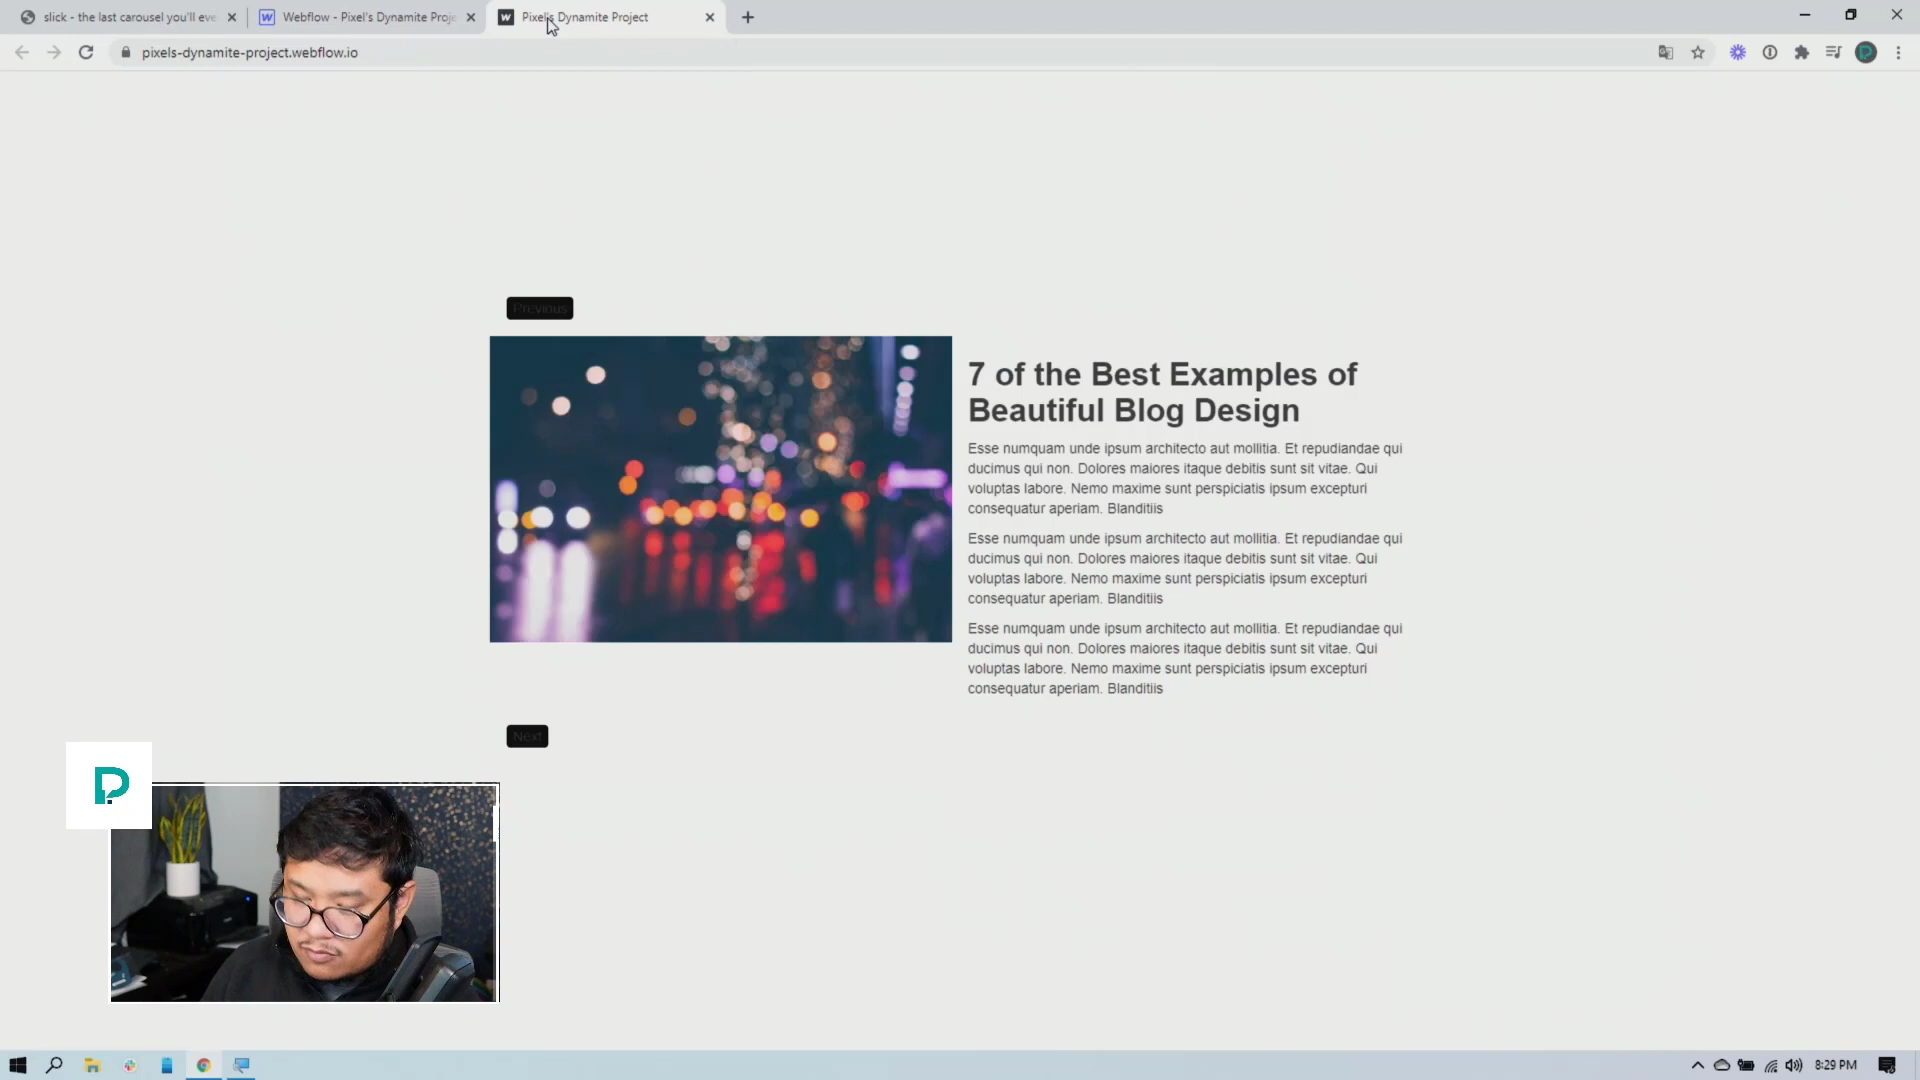 slick - the last carousel you'll eve
Webflow - Pixel's Dynamite Proje
Pixel's Dynamite Project
pixels-dynamite-project.webflow.io
Previous
7 of the Best Examples of
Beautiful Blog Design
Esse numquam unde ipsum architecto aut mollitia. Et repudiandae qui
ducimus qui non. Dolores maiores itaque debitis sunt sit vitae. Qui
voluptas labore. Nemo maxime sunt perspiciatis ipsum excepturi
consequatur aperiam. Blanditiis
Esse numquam unde ipsum architecto aut mollitia. Et repudiandae qui
ducimus qui non. Dolores maiores itaque debitis sunt sit vitae. Qui
voluptas labore. Nemo maxime sunt perspiciatis ipsum excepturi
consequatur aperiam. Blanditiis
Esse numquam unde ipsum architecto aut mollitia. Et repudiandae qui
ducimus qui non. Dolores maiores itaque debitis sunt sit vitae. Qui
voluptas labore. Nemo maxime sunt perspiciatis ipsum excepturi
consequatur aperiam. Blanditiis
Next
8:29 PM